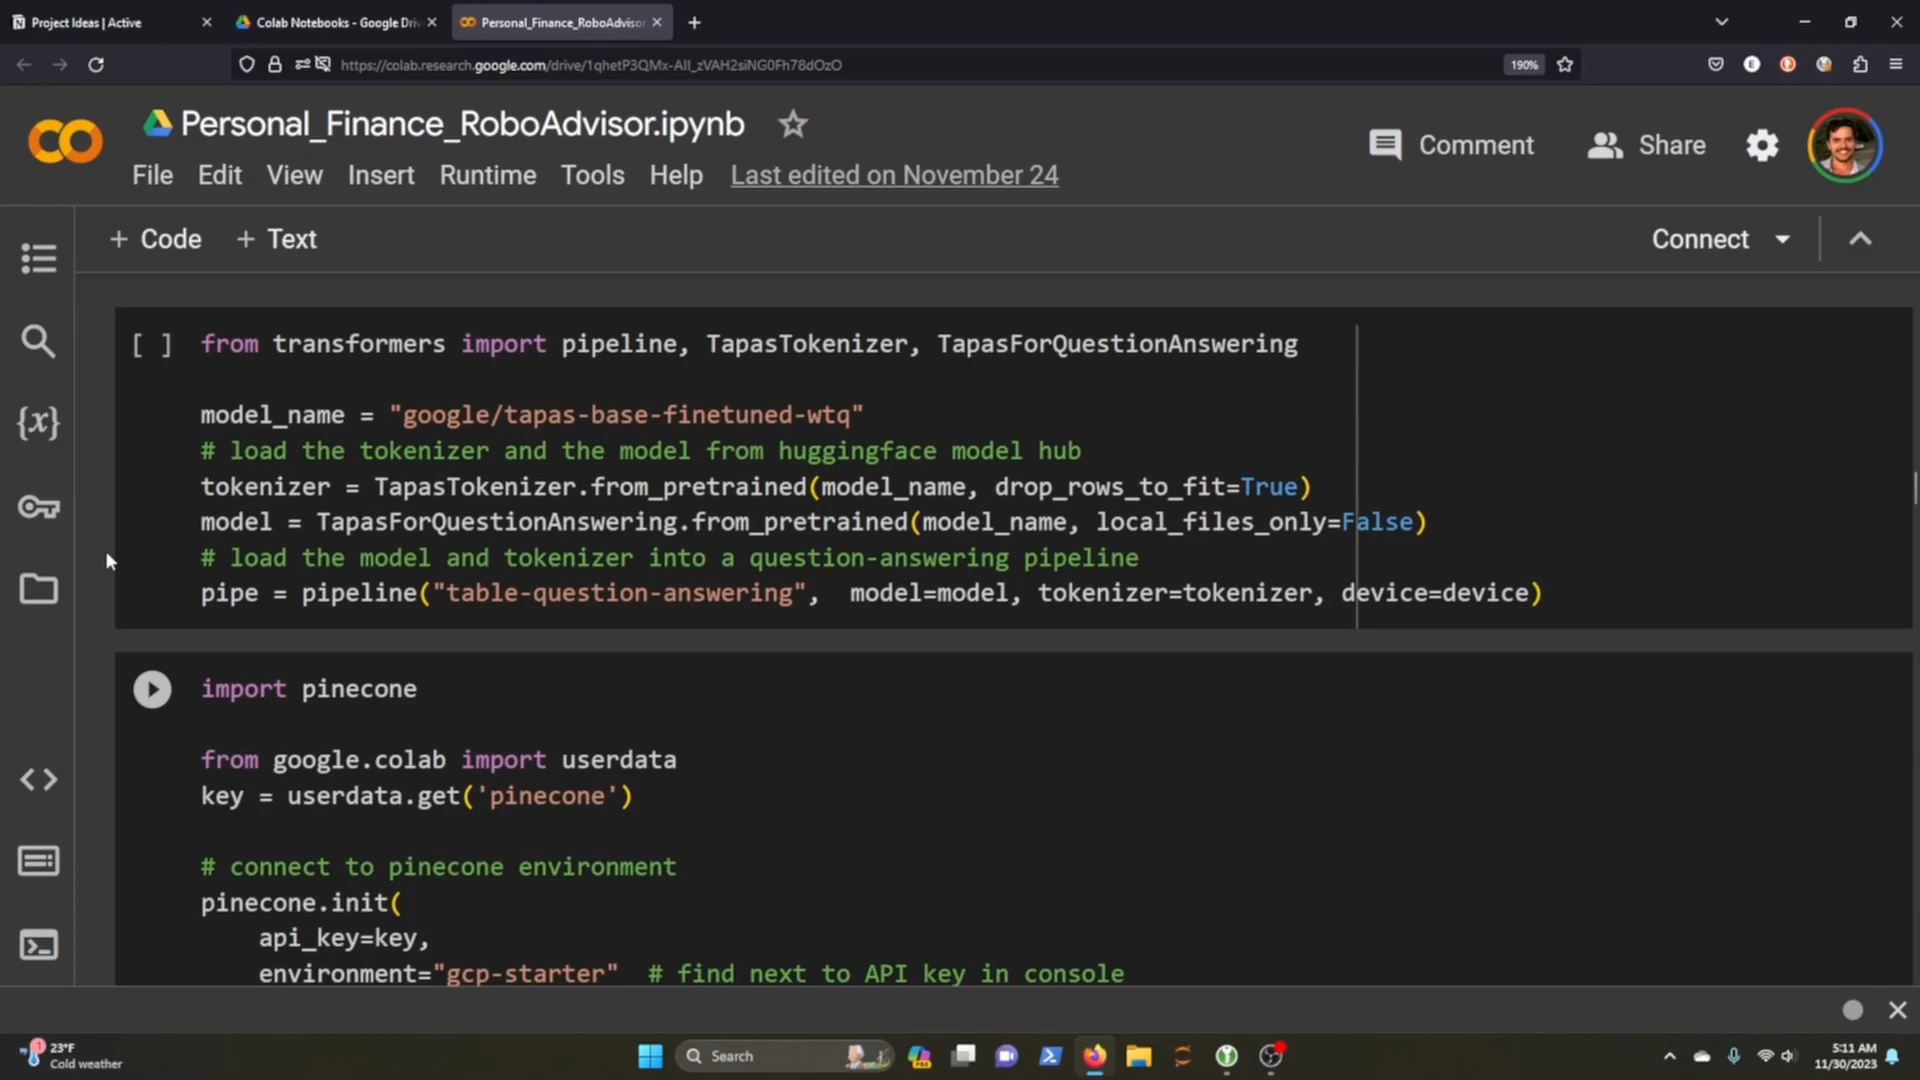 Project Ideas | Active
Colab Notebooks - Google Driv
Personal_Finance_RoboAdvisor.
https://colab.research.google.com/drive/1qhetP3QMx-AII_zVAH2siNG0Fh78dOzO
190%
Personal_Finance_RoboAdvisor.ipynb
Comment
Share
File Edit View Insert Runtime Tools Help Last edited on November 24
+ Code + Text
Connect
[ ] from transformers import pipeline, TapasTokenizer, TapasForQuestionAnswering
model_name = "google/tapas-base-finetuned-wtq"
# load the tokenizer and the model from huggingface model hub
tokenizer = TapasTokenizer.from_pretrained(model_name, drop_rows_to_fit=True)
model = TapasForQuestionAnswering.from_pretrained(model_name, local_files_only=False)
# load the model and tokenizer into a question-answering pipeline
pipe = pipeline("table-question-answering",  model=model, tokenizer=tokenizer, device=device)
import pinecone
from google.colab import userdata
key = userdata.get('pinecone')
# connect to pinecone environment
pinecone.init(
api_key=key,
environment="gcp-starter"  # find next to API key in console
{x}
23°F
Cold weather
Search
5:11 AM
11/30/2023